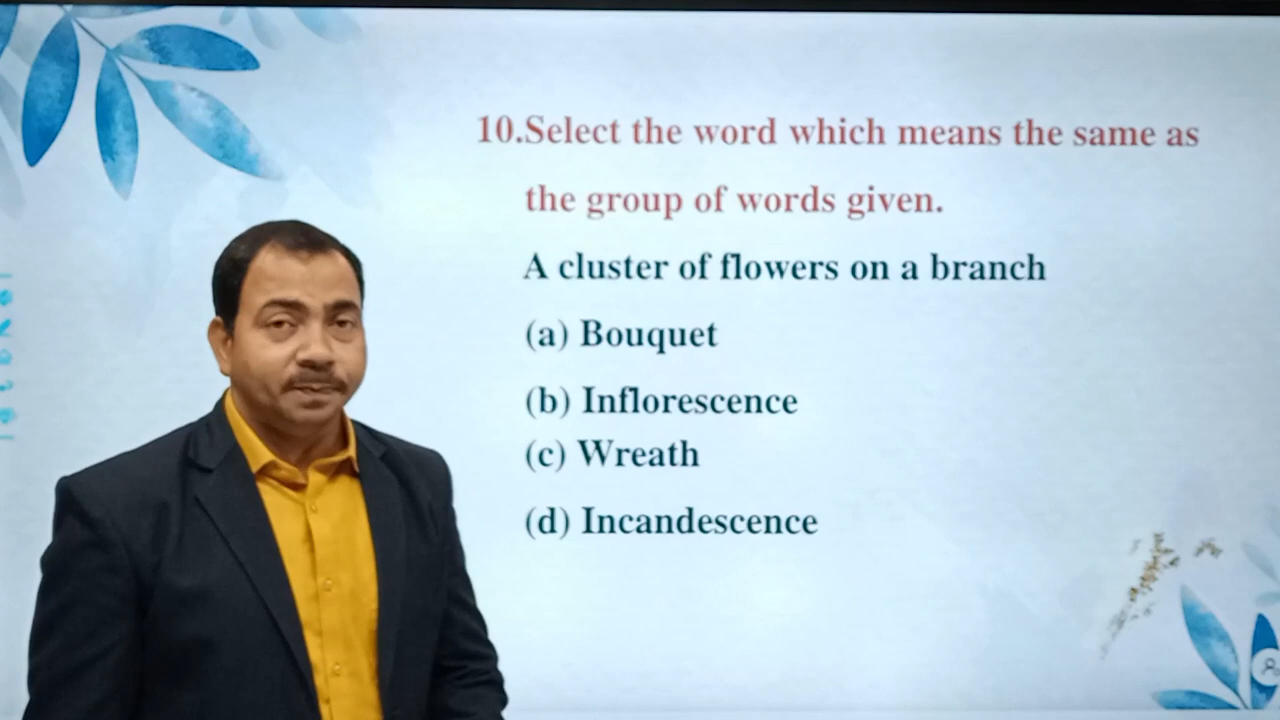 10.Select the word which means the same as
the group of words given.
A cluster of flowers on a branch
(a) Bouquet
(b) Inflorescence
(c) Wreath
(d) Incandescence